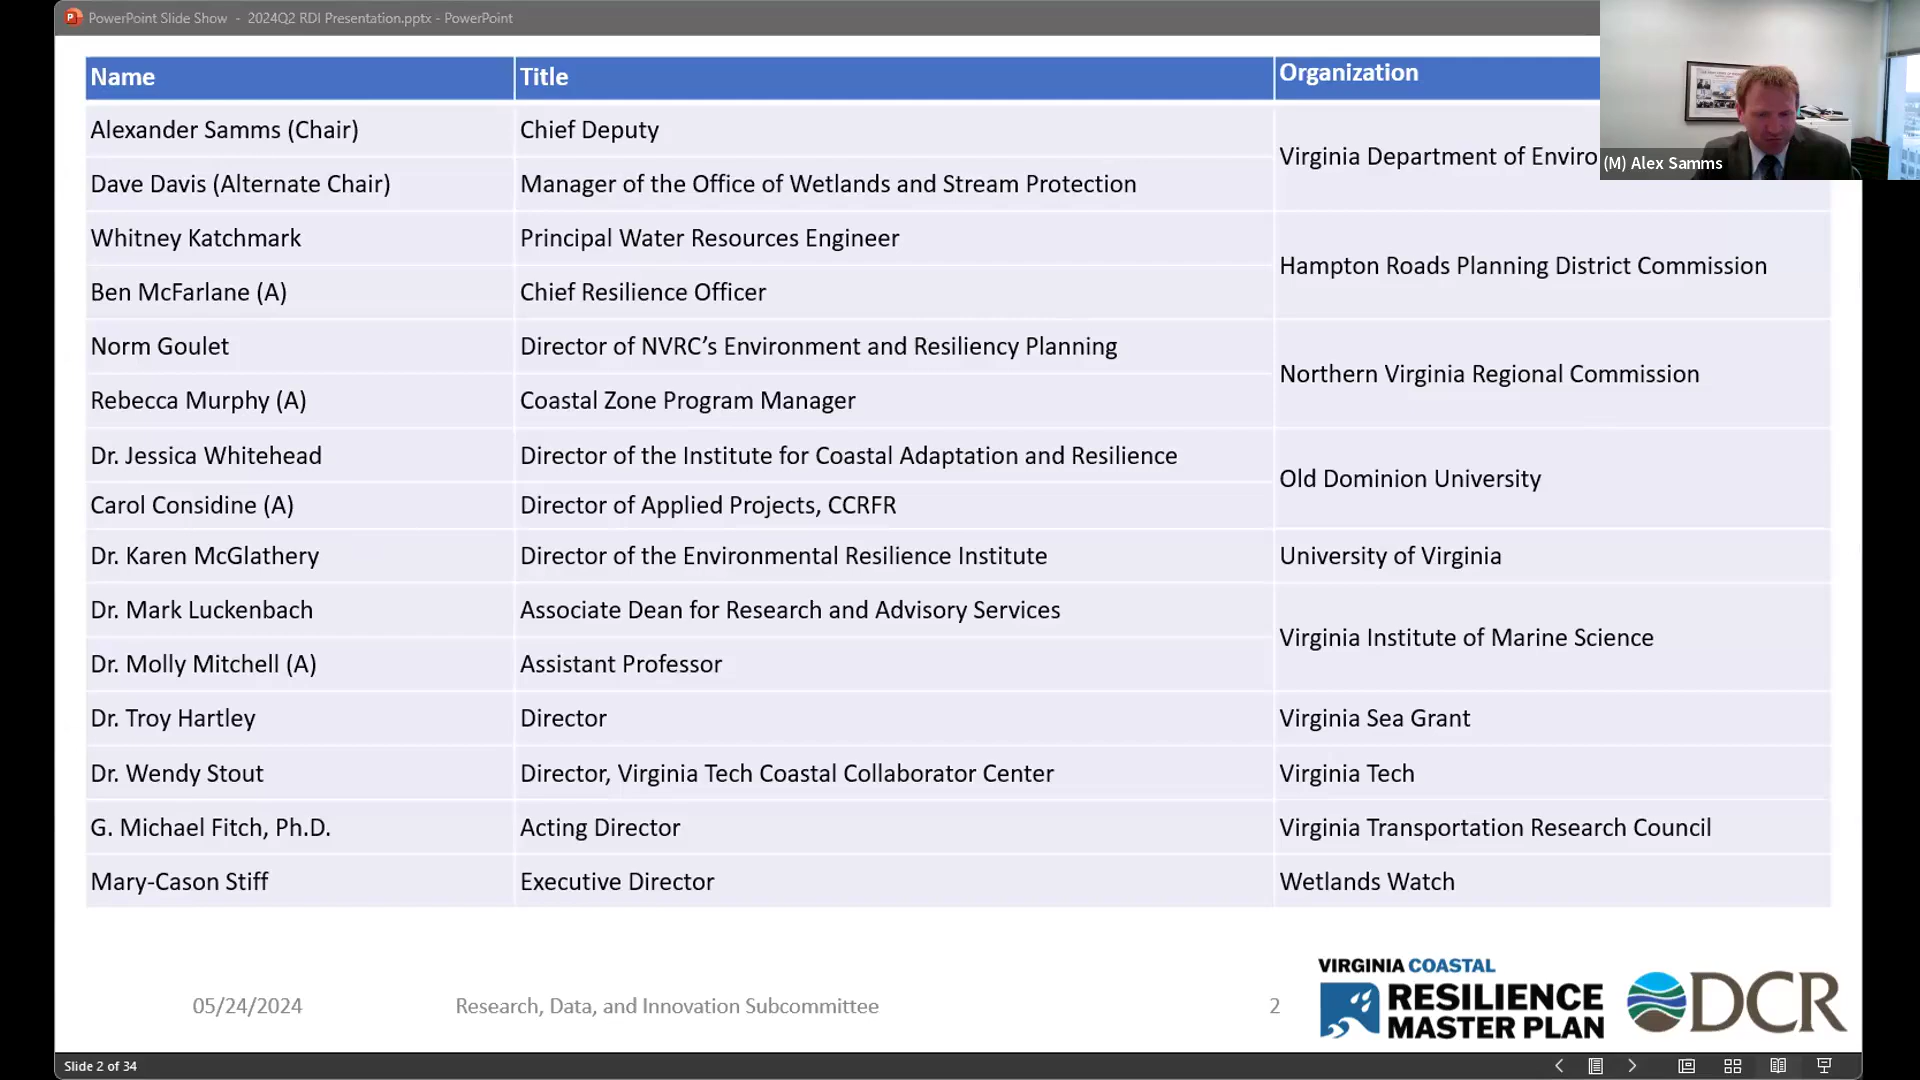 PowerPoint Slide Show - 2024Q2 RDI Presentation.pptx - PowerPoint
Name Title Organization
Alexander Samms (Chair) Chief Deputy
Virginia Department of Enviro
(M) Alex Samms
Dave Davis (Alternate Chair) Manager of the Office of Wetlands and Stream Protection
Whitney Katchmark Principal Water Resources Engineer
Hampton Roads Planning District Commission
Ben McFarlane (A) Chief Resilience Officer
Norm Goulet Director of NVRC’s Environment and Resiliency Planning
Northern Virginia Regional Commission
Rebecca Murphy (A) Coastal Zone Program Manager
Dr. Jessica Whitehead Director of the Institute for Coastal Adaptation and Resilience
Old Dominion University
Carol Considine (A) Director of Applied Projects, CCRFR
Dr. Karen McGlathery Director of the Environmental Resilience Institute University of Virginia
Dr. Mark Luckenbach Associate Dean for Research and Advisory Services
Virginia Institute of Marine Science
Dr. Molly Mitchell (A) Assistant Professor
Dr. Troy Hartley Director Virginia Sea Grant
Dr. Wendy Stout Director, Virginia Tech Coastal Collaborator Center Virginia Tech
G. Michael Fitch, Ph.D. Acting Director Virginia Transportation Research Council
Mary-Cason Stiff Executive Director Wetlands Watch
05/24/2024 Research, Data, and Innovation Subcommittee 2
VIRGINIA COASTAL
RESILIENCE
MASTER PLAN
DCR
Slide 2 of 34